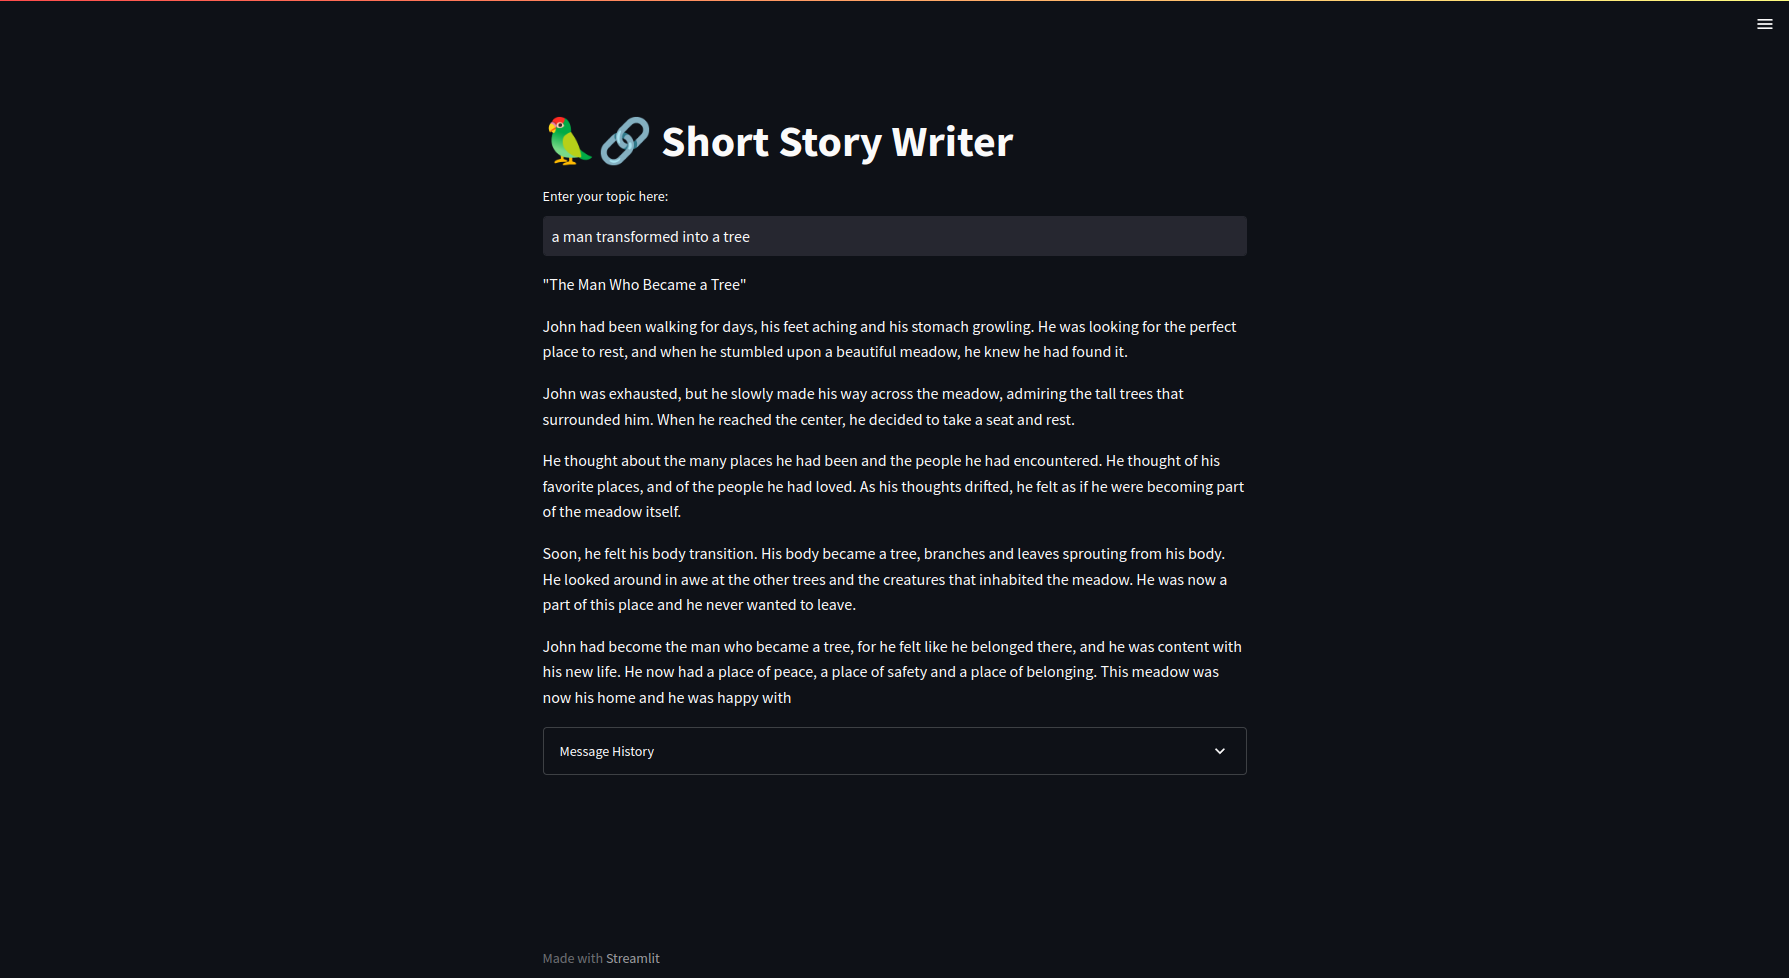 Short Story Writer
Enter your topic here:
a man transformed into a tree
"The Man Who Became a Tree"
John had been walking for days, his feet aching and his stomach growling. He was looking for the perfect
place to rest, and when he stumbled upon a beautiful meadow, he knew he had found it.
John was exhausted, but he slowly made his way across the meadow, admiring the tall trees that
surrounded him. When he reached the center, he decided to take a seat and rest.
He thought about the many places he had been and the people he had encountered. He thought of his
favorite places, and of the people he had loved. As his thoughts drifted, he felt as if he were becoming part
of the meadow itself.
Soon, he felt his body transition. His body became a tree, branches and leaves sprouting from his body.
He looked around in awe at the other trees and the creatures that inhabited the meadow. He was now a
part of this place and he never wanted to leave.
John had become the man who became a tree, for he felt like he belonged there, and he was content with
his new life. He now had a place of peace, a place of safety and a place of belonging. This meadow was
now his home and he was happy with
Message History
Made with Streamlit